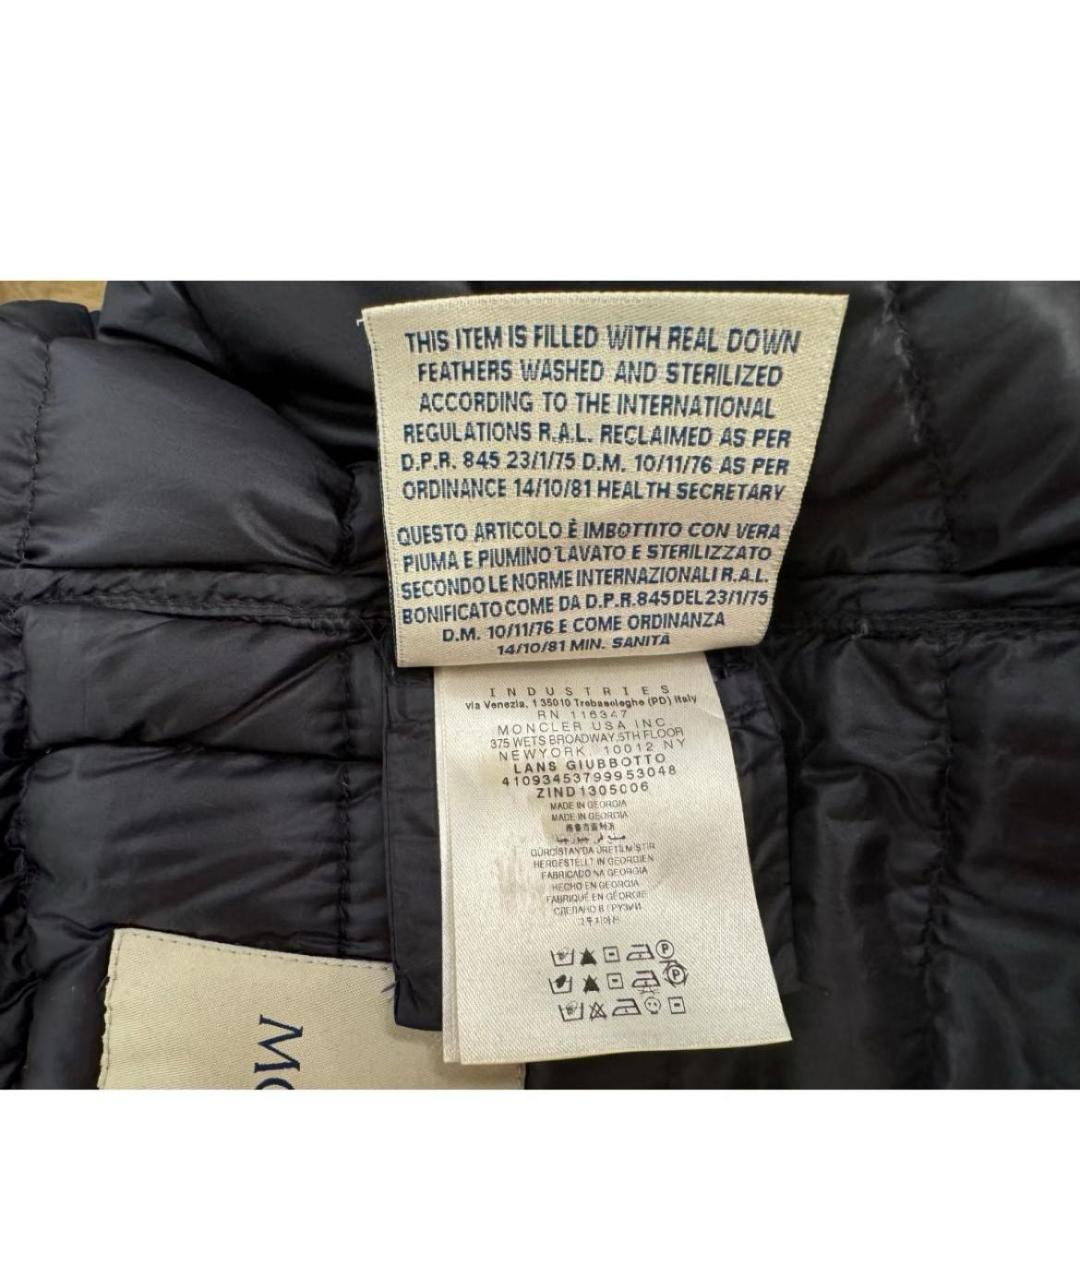 THIS ITEM IS FILLED WITH REAL DOWN
FEATHERS WASHED AND STERILIZED
ACCORDING TO THE INTERNATIONAL
REGULATIONS R.A.L. RECLAIMED AS PER
D.P.R. 845 23/1/75 D.M. 10/11/76 AS PER
ORDINANCE 14/10/81 HEALTH SECRETARY
QUESTO ARTICOLO È IMBOTTITO CON VERA
PIUMA E PIUMINO LAVATO E STERILIZZATO
SECONDO LE NORME INTERNAZIONALI R.A.L.
BONIFICATO COME DA D.P.R.845 DEL 23/1/75
D.M. 10/11/76 E COME ORDINANZA
14/10/81 MIN. SANITÀ
INDUSTRIES
via Venezia, 1 35010 Trebaseleghe (PD) Italy
RN 116347
MONCLER USA INC.
375 WETS BROADWAY,5TH FLOOR
NEWYORK, 10012 NY
LANS GIUBBOTTO
41093453799953048
ZIND1305006
MADE IN GEORGIA
MADE IN GEORGIA
GÜRCİSTAN'DA ÜRETİLMİŞTİR
HERGESTELLT IN GEORGIEN
FABRICADO NA GEORGIA
HECHO EN GEORGIA
FABRIQUÉ EN GÉORGIE
СДЕЛАНО В ГРУЗИИ
P
P